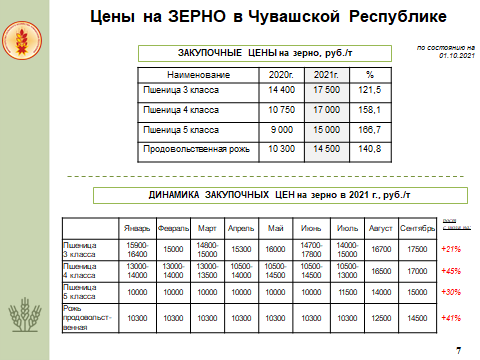 Цены на ЗЕРНО в Чувашской Республике
ЗАКУПОЧНЫЕ ЦЕНЫ на зерно, руб./т
по состоянию на
01.10.2021
Наименование 2020г. 2021г. %
Пшеница 3 класса 14 400 17 500 121,5
Пшеница 4 класса 10 750 17 000 158,1
Пшеница 5 класса 9 000 15 000 166,7
Продовольственная рожь 10 300 14 500 140,8
ДИНАМИКА ЗАКУПОЧНЫХ ЦЕН на зерно в 2021 г., руб./т
Январь Февраль Март Апрель Май Июнь Июль Август Сентябрь
Пшеница 15900- 15000 14800- 15300 16000 14700- 14000- 16700 17500 +21%
3 класса 16400 15000 17800 15000
Пшеница 13000- 13000- 13000- 10500- 10500- 10500- 10500- 16500 17000 +45%
4 класса 14000 14000 13500 14000 14500 14500 13000
Пшеница 10000 10000 10000 10000 10000 10000 11500 14000 15000 +30%
5 класса
Рожь 10300 10300 10300 10300 10300 10300 10300 12500 14500 +41%
продовольст-
венная
7